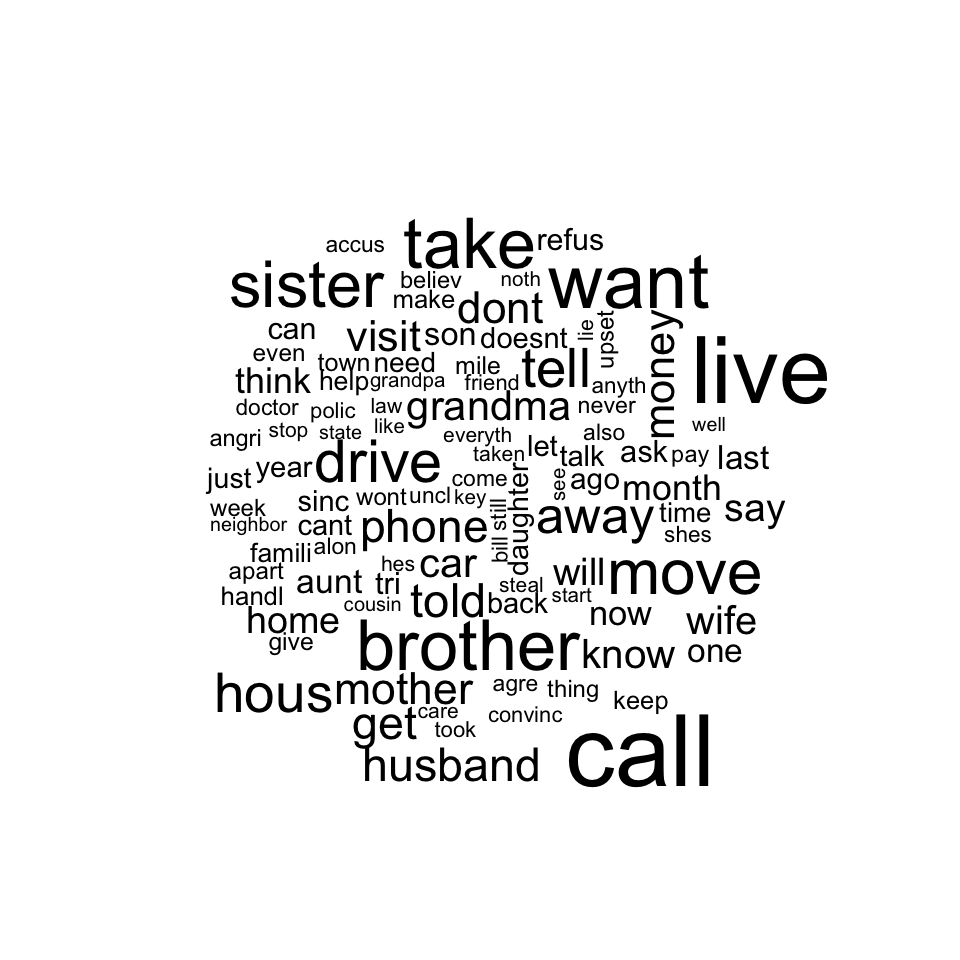 accus take refus
sister believ noth want
make dont
can visit son doesnt lie upset money live
even town need mile tell
think help grandpa friend anyth
doctor polic law grandma never
angri stop state like everyth also well
just year drive taken let talk ask pay last
come daughter see ago month
week sinc wont uncl key away time say
neighbor cant phone still bill shes
famili alon hes car will move
apart aunt tri steal
handl cousin told back start now wife
home give brother know one
hous mother agre thing keep
get care took convinc
husband call